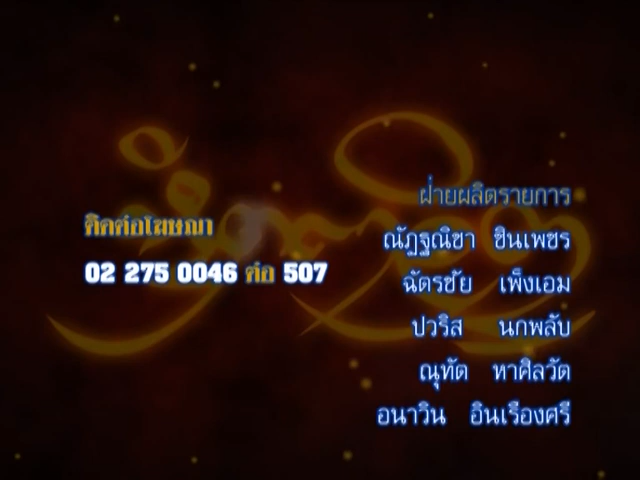 ติดต่อโฆษณา
02 275 0046 ต่อ 507
ฝ่ายผลิตรายการ
ณัฏฐณิชา ชินเพชร
ฉัตรชัย เพ็งเอม
ปวริส นกพลับ
ณุทัด หาศิลวัด
อนาวิน อินเรืองศรี